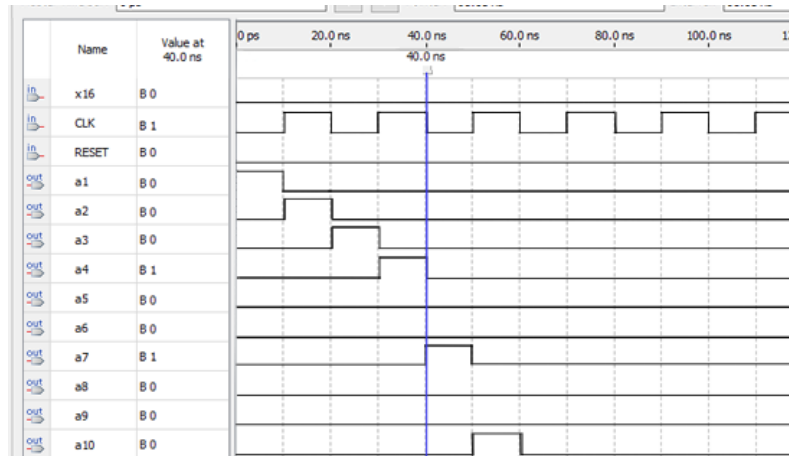 0 ps 20.0 ns 40.0 ns 60.0 ns 80.0 ns 100.0 ns
Name Value at 40.0 ns
40.0 ns
in x16 B 0
in CLK B 1
in RESET B 0
out a1 B 0
out a2 B 0
out a3 B 0
out a4 B 1
out a5 B 0
out a6 B 0
out a7 B 1
out a8 B 0
out a9 B 0
out a10 B 0